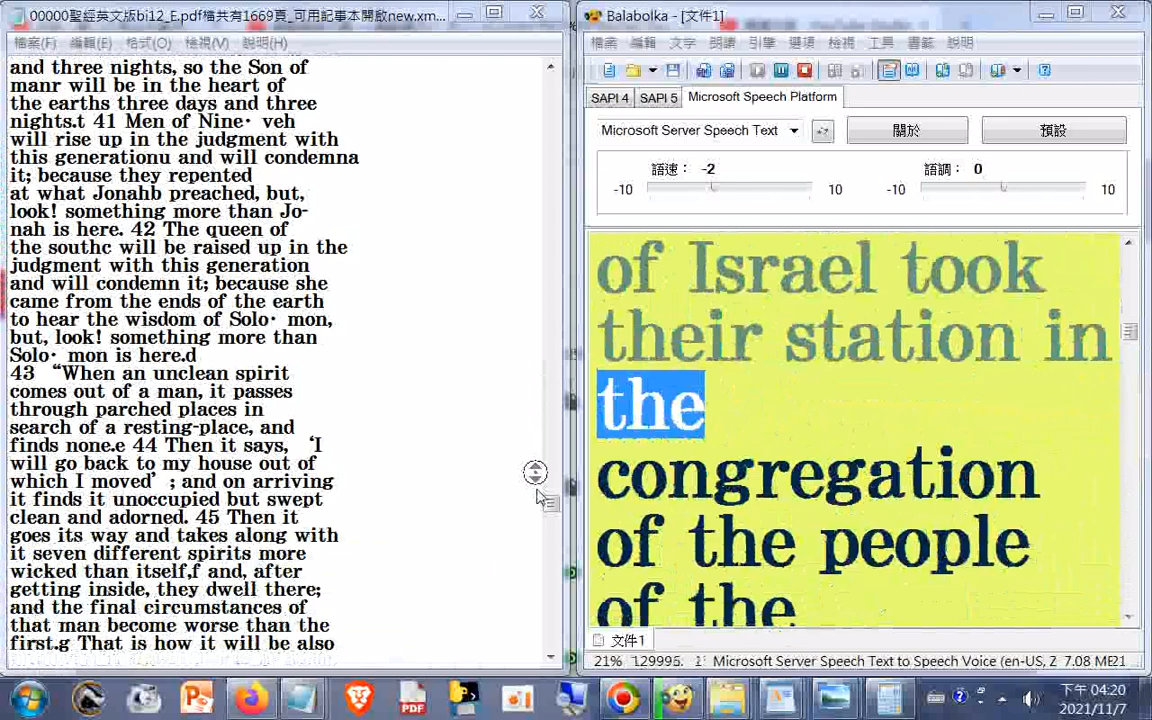 00000聖經英文版bi12_E.pdf檔共有1669頁_可用記事本開啟new.xm...
檔案(F) 編輯(E) 格式(O) 檢視(V) 說明(H)
and three nights, so the Son of
manr will be in the heart of
the earths three days and three
nights.t 41 Men of Nine· veh
will rise up in the judgment with
this generationu and will condemna
it; because they repented
at what Jonahb preached, but,
look! something more than Jo-
nah is here. 42 The queen of
the southc will be raised up in the
judgment with this generation
and will condemn it; because she
came from the ends of the earth
to hear the wisdom of Solo· mon,
but, look! something more than
Solo· mon is here.d
43 “When an unclean spirit
comes out of a man, it passes
through parched places in
search of a resting-place, and
finds none.e 44 Then it says, ‘I
will go back to my house out of
which I moved’; and on arriving
it finds it unoccupied but swept
clean and adorned. 45 Then it
goes its way and takes along with
it seven different spirits more
wicked than itself,f and, after
getting inside, they dwell there;
and the final circumstances of
that man become worse than the
first.g That is how it will be also
Balabolka - [文件1]
檔案 編輯 文字 朗讀 引擎 選項 檢視 工具 書籤 說明
SAPI 4 SAPI 5 Microsoft Speech Platform
Microsoft Server Speech Text 關於 預設
語速： -2 語調： 0
-10 10 -10 10
of Israel took
their station in
the
congregation
of the people
of the
文件1
21% Microsoft Server Speech Text to Speech Voice (en-US, 7.08 ME21
PDF
下午 04:20
2021/11/7